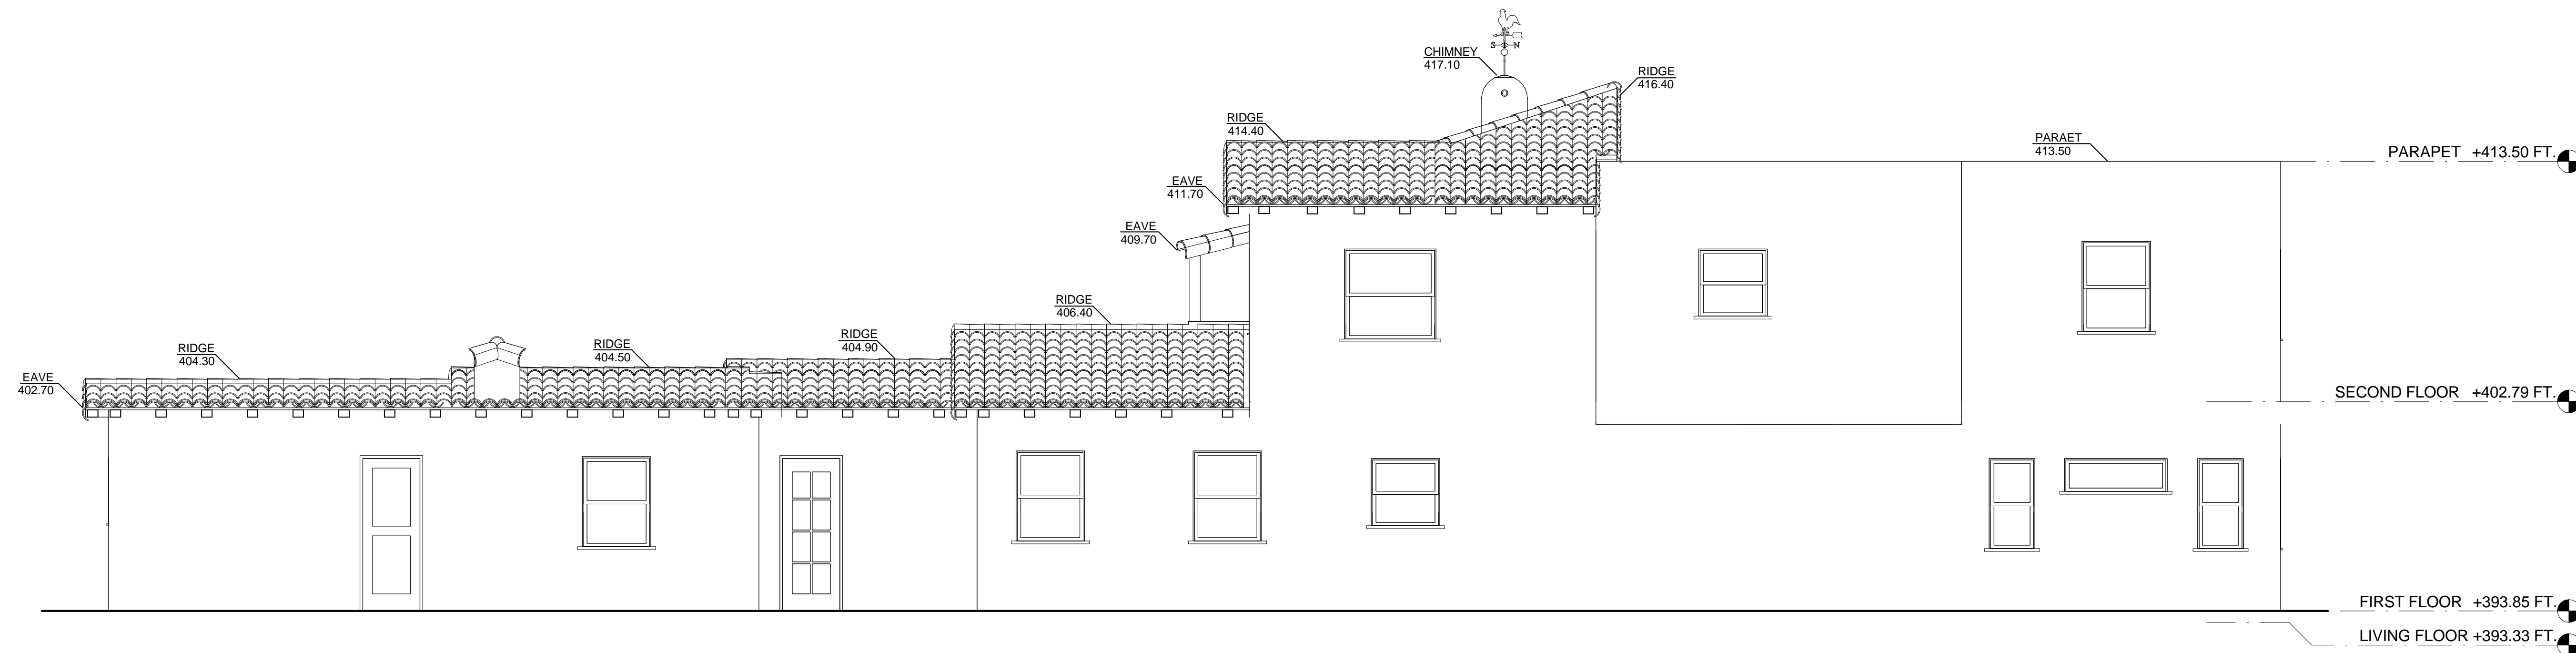 CHIMNEY
417.10
S N
RIDGE
416.40
RIDGE
414.40
PARAET
413.50
PARAPET +413.50 FT.
EAVE
411.70
EAVE
409.70
RIDGE
406.40
RIDGE
404.90
RIDGE
404.50
RIDGE
404.30
EAVE
402.70
SECOND FLOOR +402.79 FT.
FIRST FLOOR +393.85 FT.
LIVING FLOOR +393.33 FT.